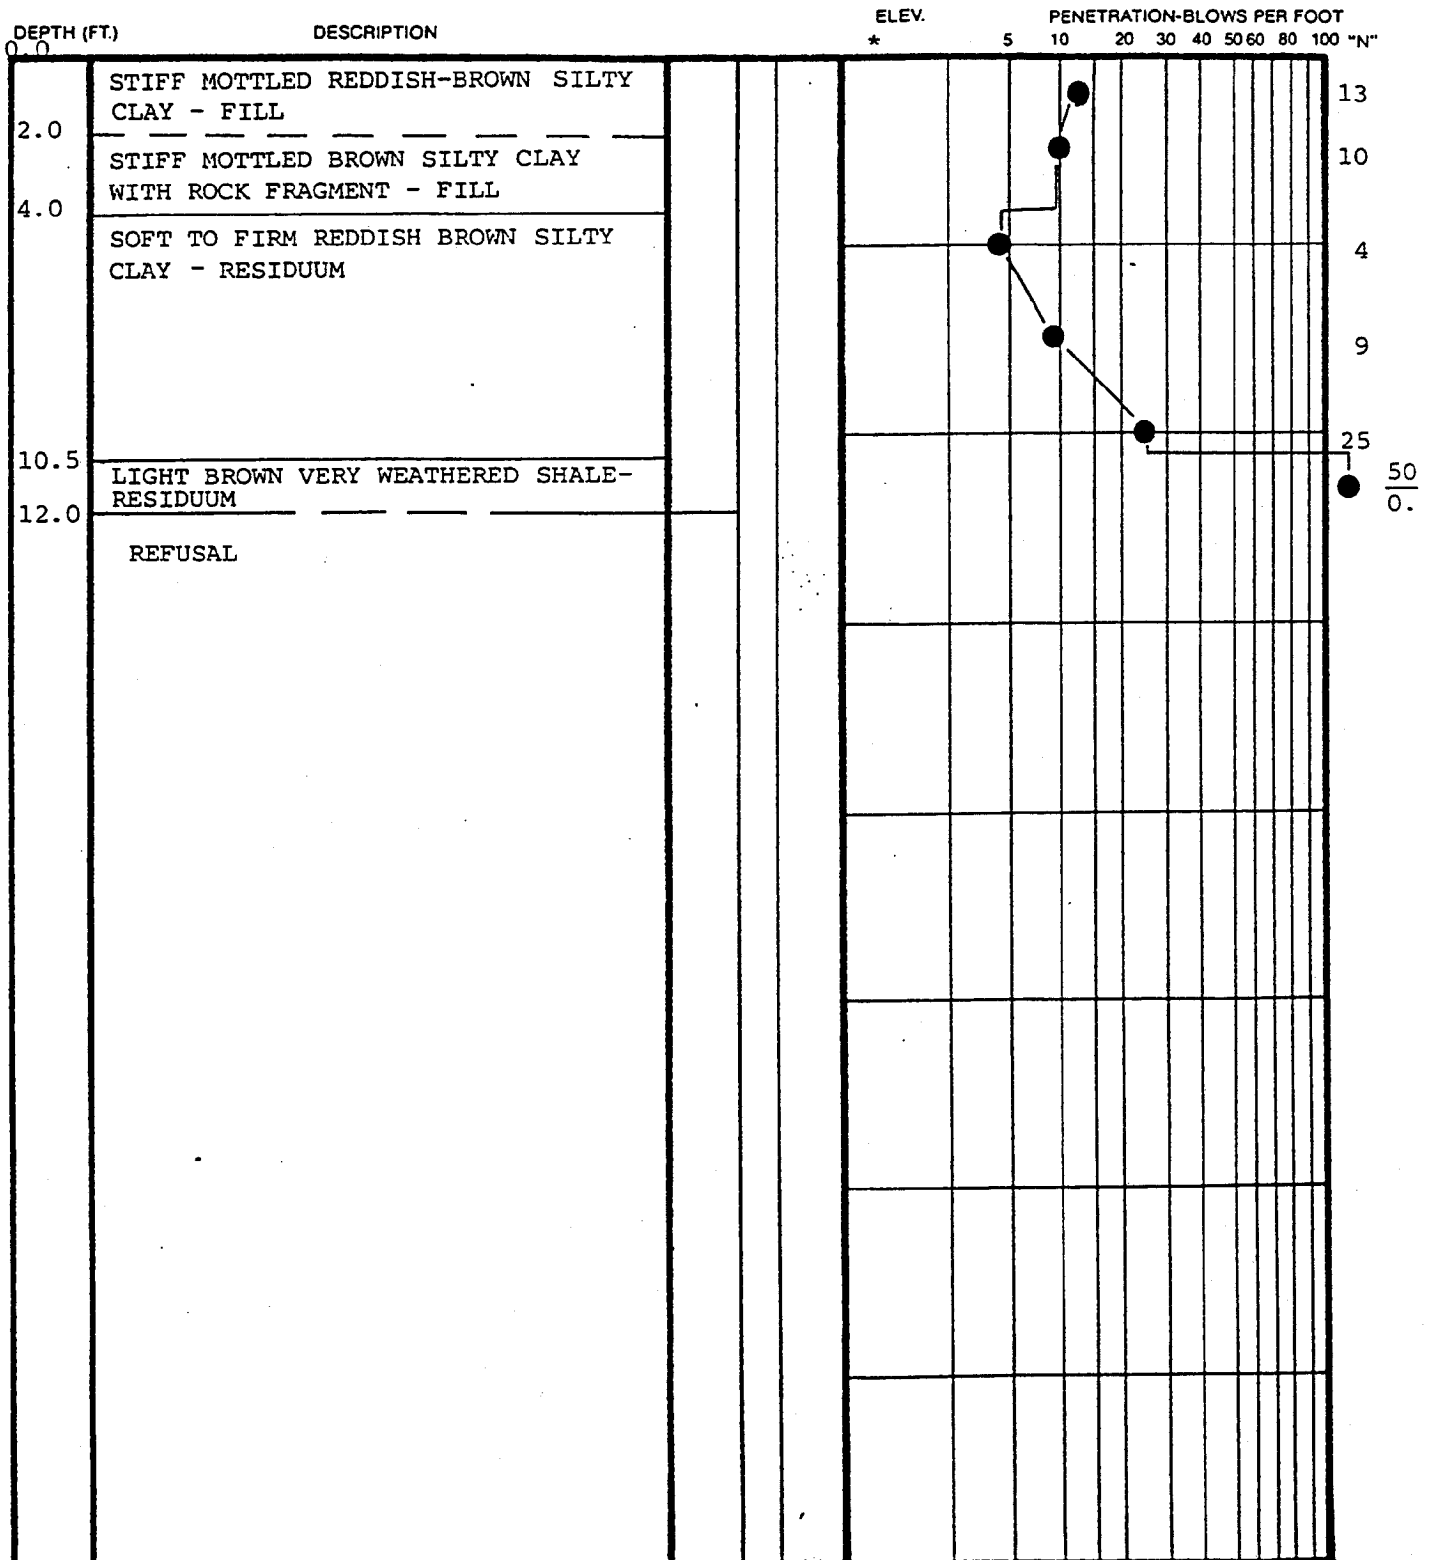 ELEV. PENETRATION-BLOWS PER FOOT
DEPTH (FT.) DESCRIPTION * 5 10 20 30 40 50 60 80 100 "N"
0.0
STIFF MOTTLED REDDISH-BROWN SILTY 13
CLAY - FILL
2.0
STIFF MOTTLED BROWN SILTY CLAY 10
WITH ROCK FRAGMENT - FILL
4.0
SOFT TO FIRM REDDISH BROWN SILTY 4
CLAY - RESIDUUM
9
25
10.5
LIGHT BROWN VERY WEATHERED SHALE- 50
RESIDUUM 0.
12.0
REFUSAL